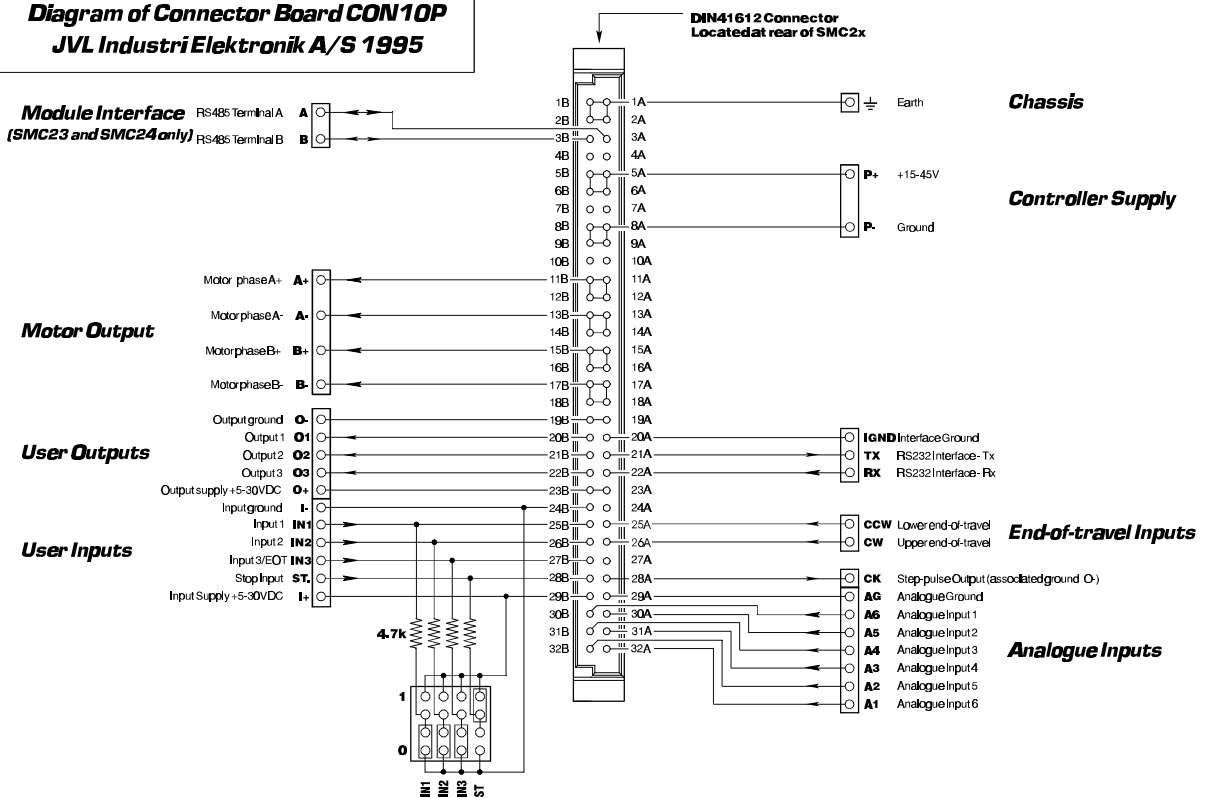 Diagram of Connector Board CON10P
JVL Industri Elektronik A/S 1995
DIN41612 Connector
Located at rear of SMC2x
Module Interface
(SMC23 and SMC24 only)
RS485 Terminal A A
RS485 Terminal B B
Motor Output
Motor phase A+ A+
Motor phase A- A-
Motor phase B+ B+
Motor phase B- B-
User Outputs
Output ground O-
Output 1 O1
Output 2 O2
Output 3 O3
Output supply +5-30VDC O+
User Inputs
Input ground I-
Input 1 IN1
Input 2 IN2
Input 3/EOT IN3
Stop Input ST.
Input Supply +5-30VDC I+
4.7k
1
0
IN1
IN2
IN3
ST
1B 1A
2B 2A
3B 3A
4B 4A
5B 5A
6B 6A
7B 7A
8B 8A
9B 9A
10B 10A
11B 11A
12B 12A
13B 13A
14B 14A
15B 15A
16B 16A
17B 17A
18B 18A
19B 19A
20B 20A
21B 21A
22B 22A
23B 23A
24B 24A
25B 25A
26B 26A
27B 27A
28B 28A
29B 29A
30B 30A
31B 31A
32B 32A
Earth
Chassis
P+ +15-45V
P- Ground
Controller Supply
IGND Interface Ground
TX RS232 Interface - Tx
RX RS232 Interface - Rx
CCW Lower end-of-travel
CW Upper end-of-travel
End-of-travel Inputs
CK Step-pulse Output (associated ground O-)
AG Analogue Ground
A6 Analogue Input 1
A5 Analogue Input 2
A4 Analogue Input 3
A3 Analogue Input 4
A2 Analogue Input 5
A1 Analogue Input 6
Analogue Inputs